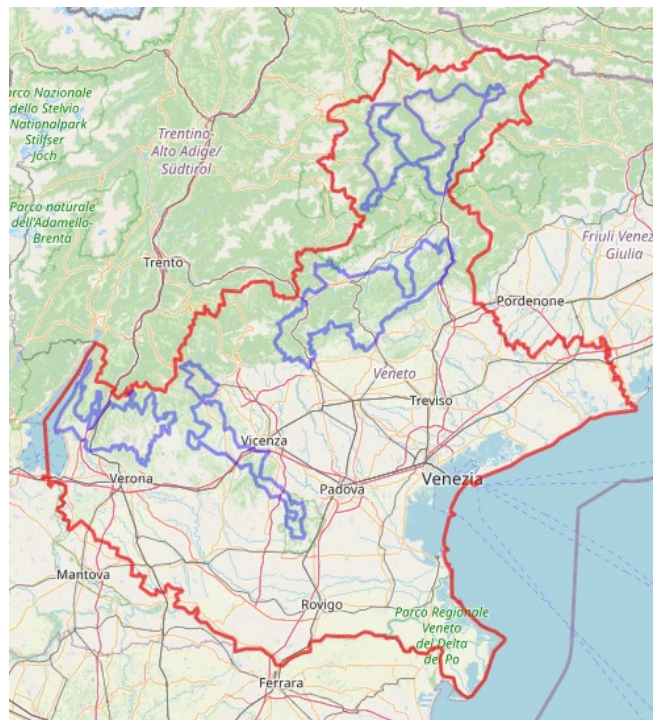 arco Nazionale
dello Stelvio
Nationalpark
Stilfser
Joch
Trentino-
Alto Adige/
Südtirol
Parco naturale
dell'Adamello-
Brenta
Trento
Friuli Venez
Giulia
Pordenone
Veneto
Treviso
Vicenza
Verona
Padova
Venezia
Mantova
Rovigo
Parco Regionale
Veneto
del Delta
del Po
Ferrara